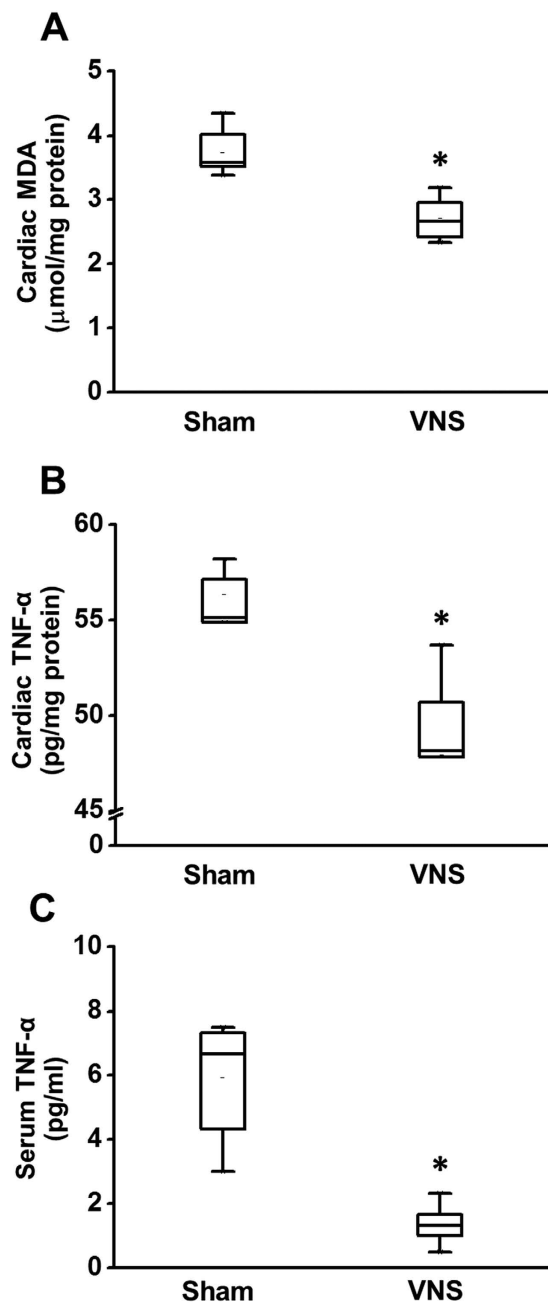 A
Cardiac MDA
(μmol/mg protein)
5
4
3
2
1
0
*
Sham VNS
B
Cardiac TNF-α
(pg/mg protein)
60
55
50
45
0
*
Sham VNS
C
Serum TNF-α
(pg/ml)
10
8
6
4
2
0
*
Sham VNS